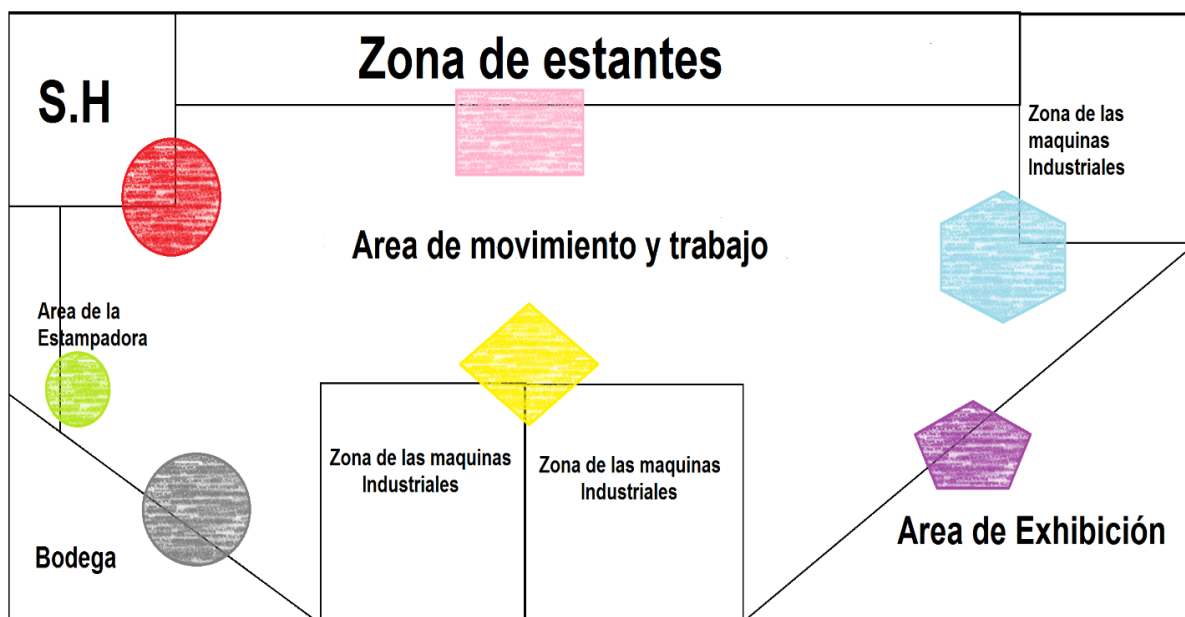 Zona de estantes
S.H
Zona de las
maquinas
Industriales
Area de movimiento y trabajo
Area de la
Estampadora
Zona de las maquinas
Industriales
Zona de las maquinas
Industriales
Area de Exhibición
Bodega